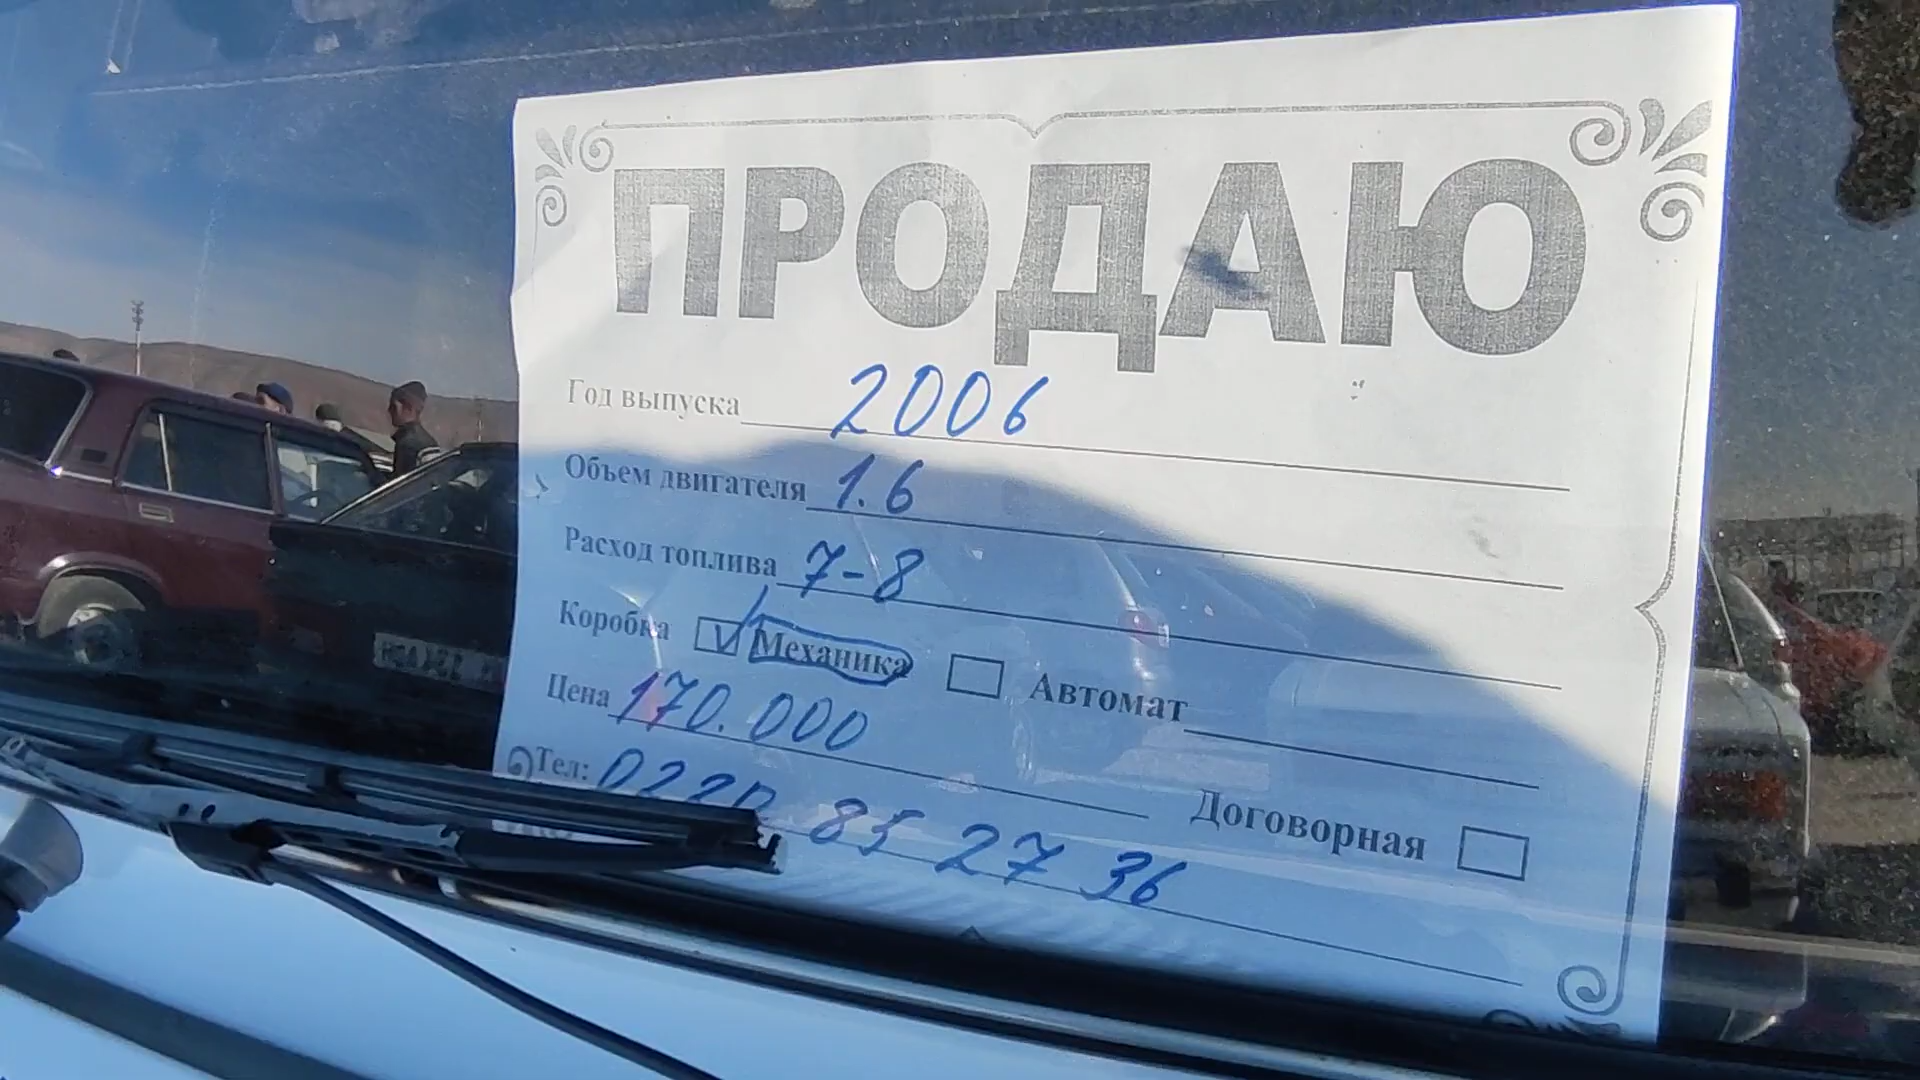 ПРОДАЮ
Год выпуска 2006
Объем двигателя 1.6
Расход топлива 7-8
Коробка Механика Автомат
Цена 170.000 Договорная
Тел: 0220 85 27 36